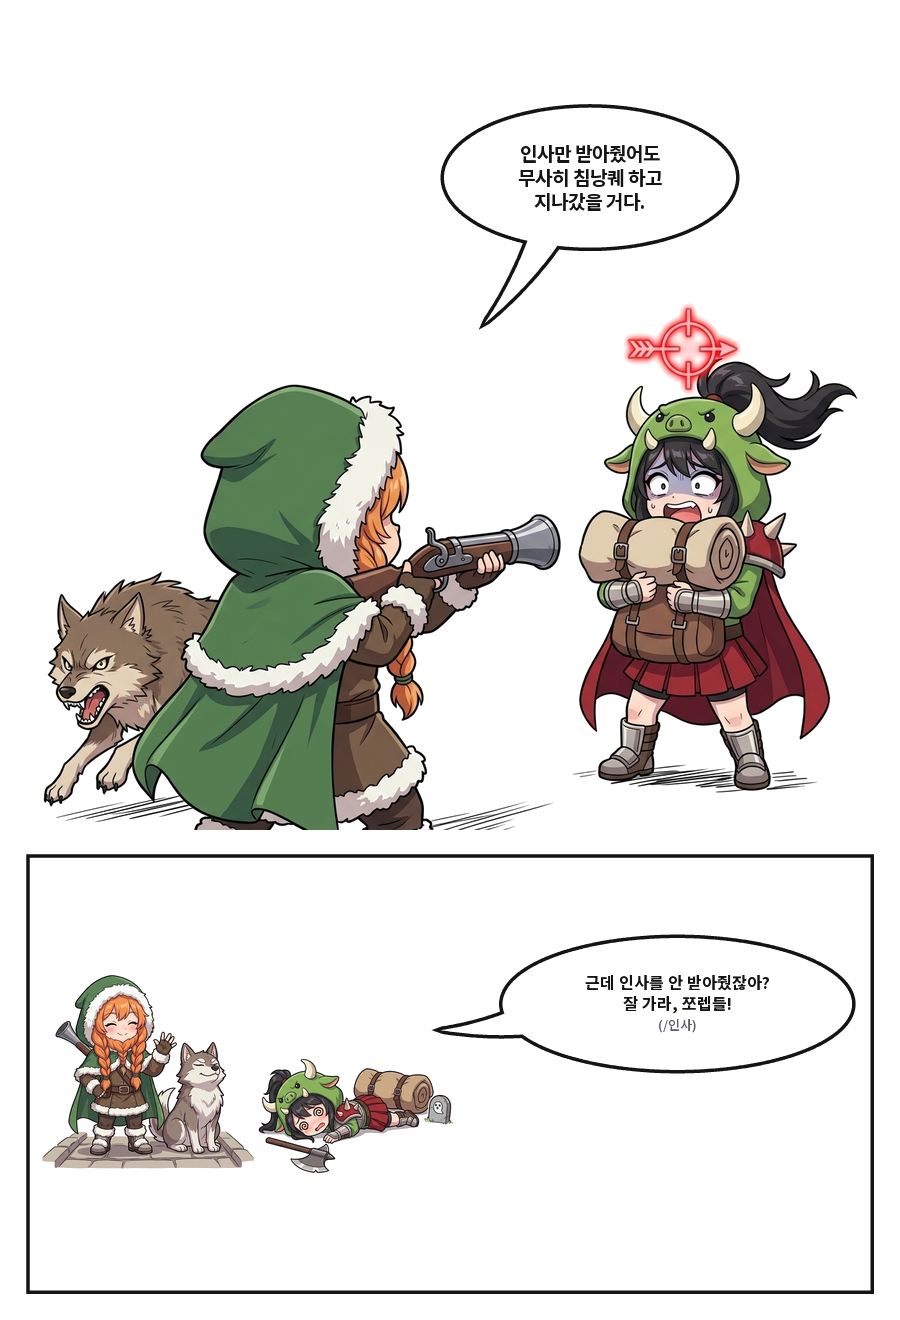 인사만 받아줬어도
무사히 침낭퀘 하고
지나갔을 거다.
근데 인사를 안 받아줬잖아?
잘 가라, 쪼렙들!
(/인사)